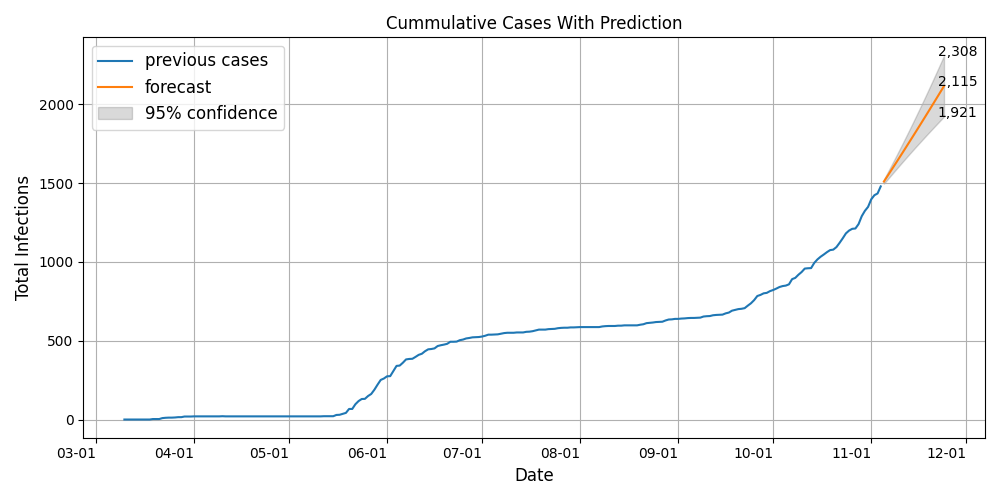 Cummulative Cases With Prediction
previous cases
forecast
95% confidence
2,308
2,115
1,921
Total Infections
2000
1500
1000
500
0
03-01 04-01 05-01 06-01 07-01 08-01 09-01 10-01 11-01 12-01
Date